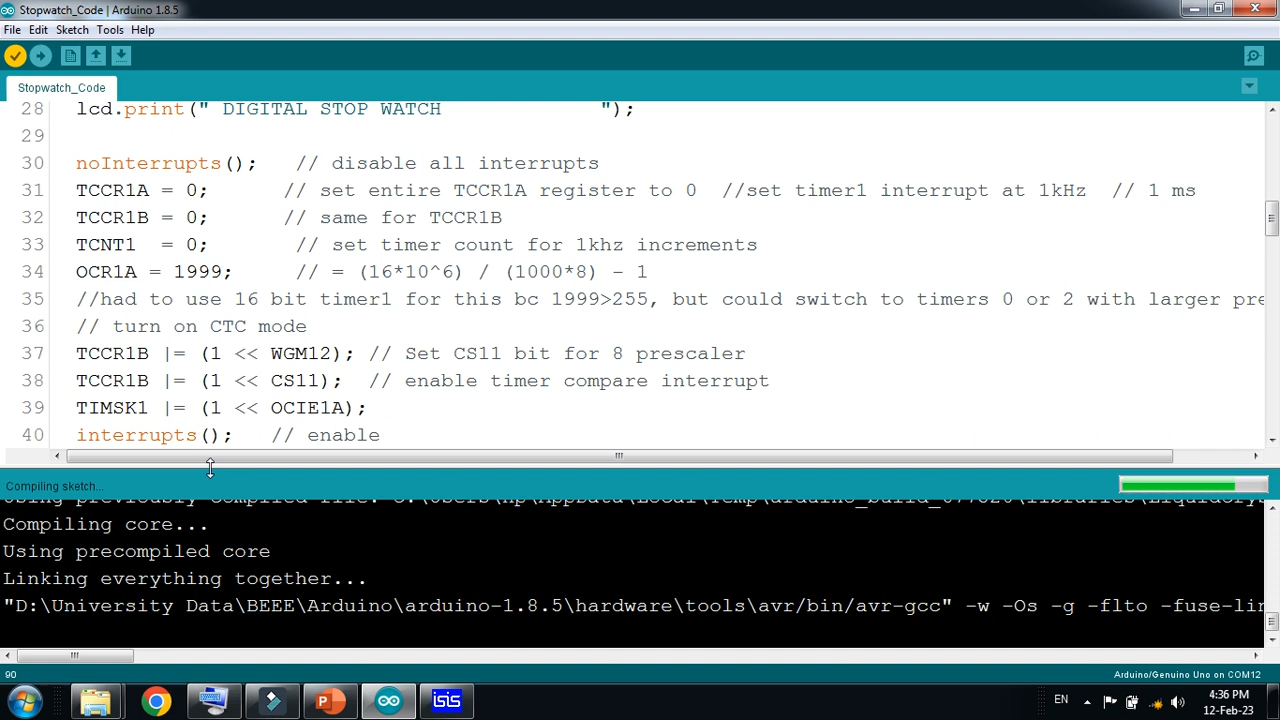 Stopwatch_Code | Arduino 1.8.5
File Edit Sketch Tools Help
Stopwatch_Code
28 lcd.print(" DIGITAL STOP WATCH             ");
29
30 noInterrupts();   // disable all interrupts
31 TCCR1A = 0;      // set entire TCCR1A register to 0  //set timer1 interrupt at 1kHz  // 1 ms
32 TCCR1B = 0;      // same for TCCR1B
33 TCNT1  = 0;       // set timer count for 1khz increments
34 OCR1A = 1999;     // = (16*10^6) / (1000*8) - 1
35 //had to use 16 bit timer1 for this bc 1999>255, but could switch to timers 0 or 2 with larger pre
36 // turn on CTC mode
37 TCCR1B |= (1 << WGM12); // Set CS11 bit for 8 prescaler
38 TCCR1B |= (1 << CS11);  // enable timer compare interrupt
39 TIMSK1 |= (1 << OCIE1A);
40 interrupts();   // enable
Compiling sketch...
Compiling core...
Using precompiled core
Linking everything together...
"D:\University Data\BEEE\Arduino\arduino-1.8.5\hardware\tools\avr/bin/avr-gcc" -w -Os -g -flto -fuse-lin
90
Arduino/Genuino Uno on COM12
isis
EN
4:36 PM
12-Feb-23